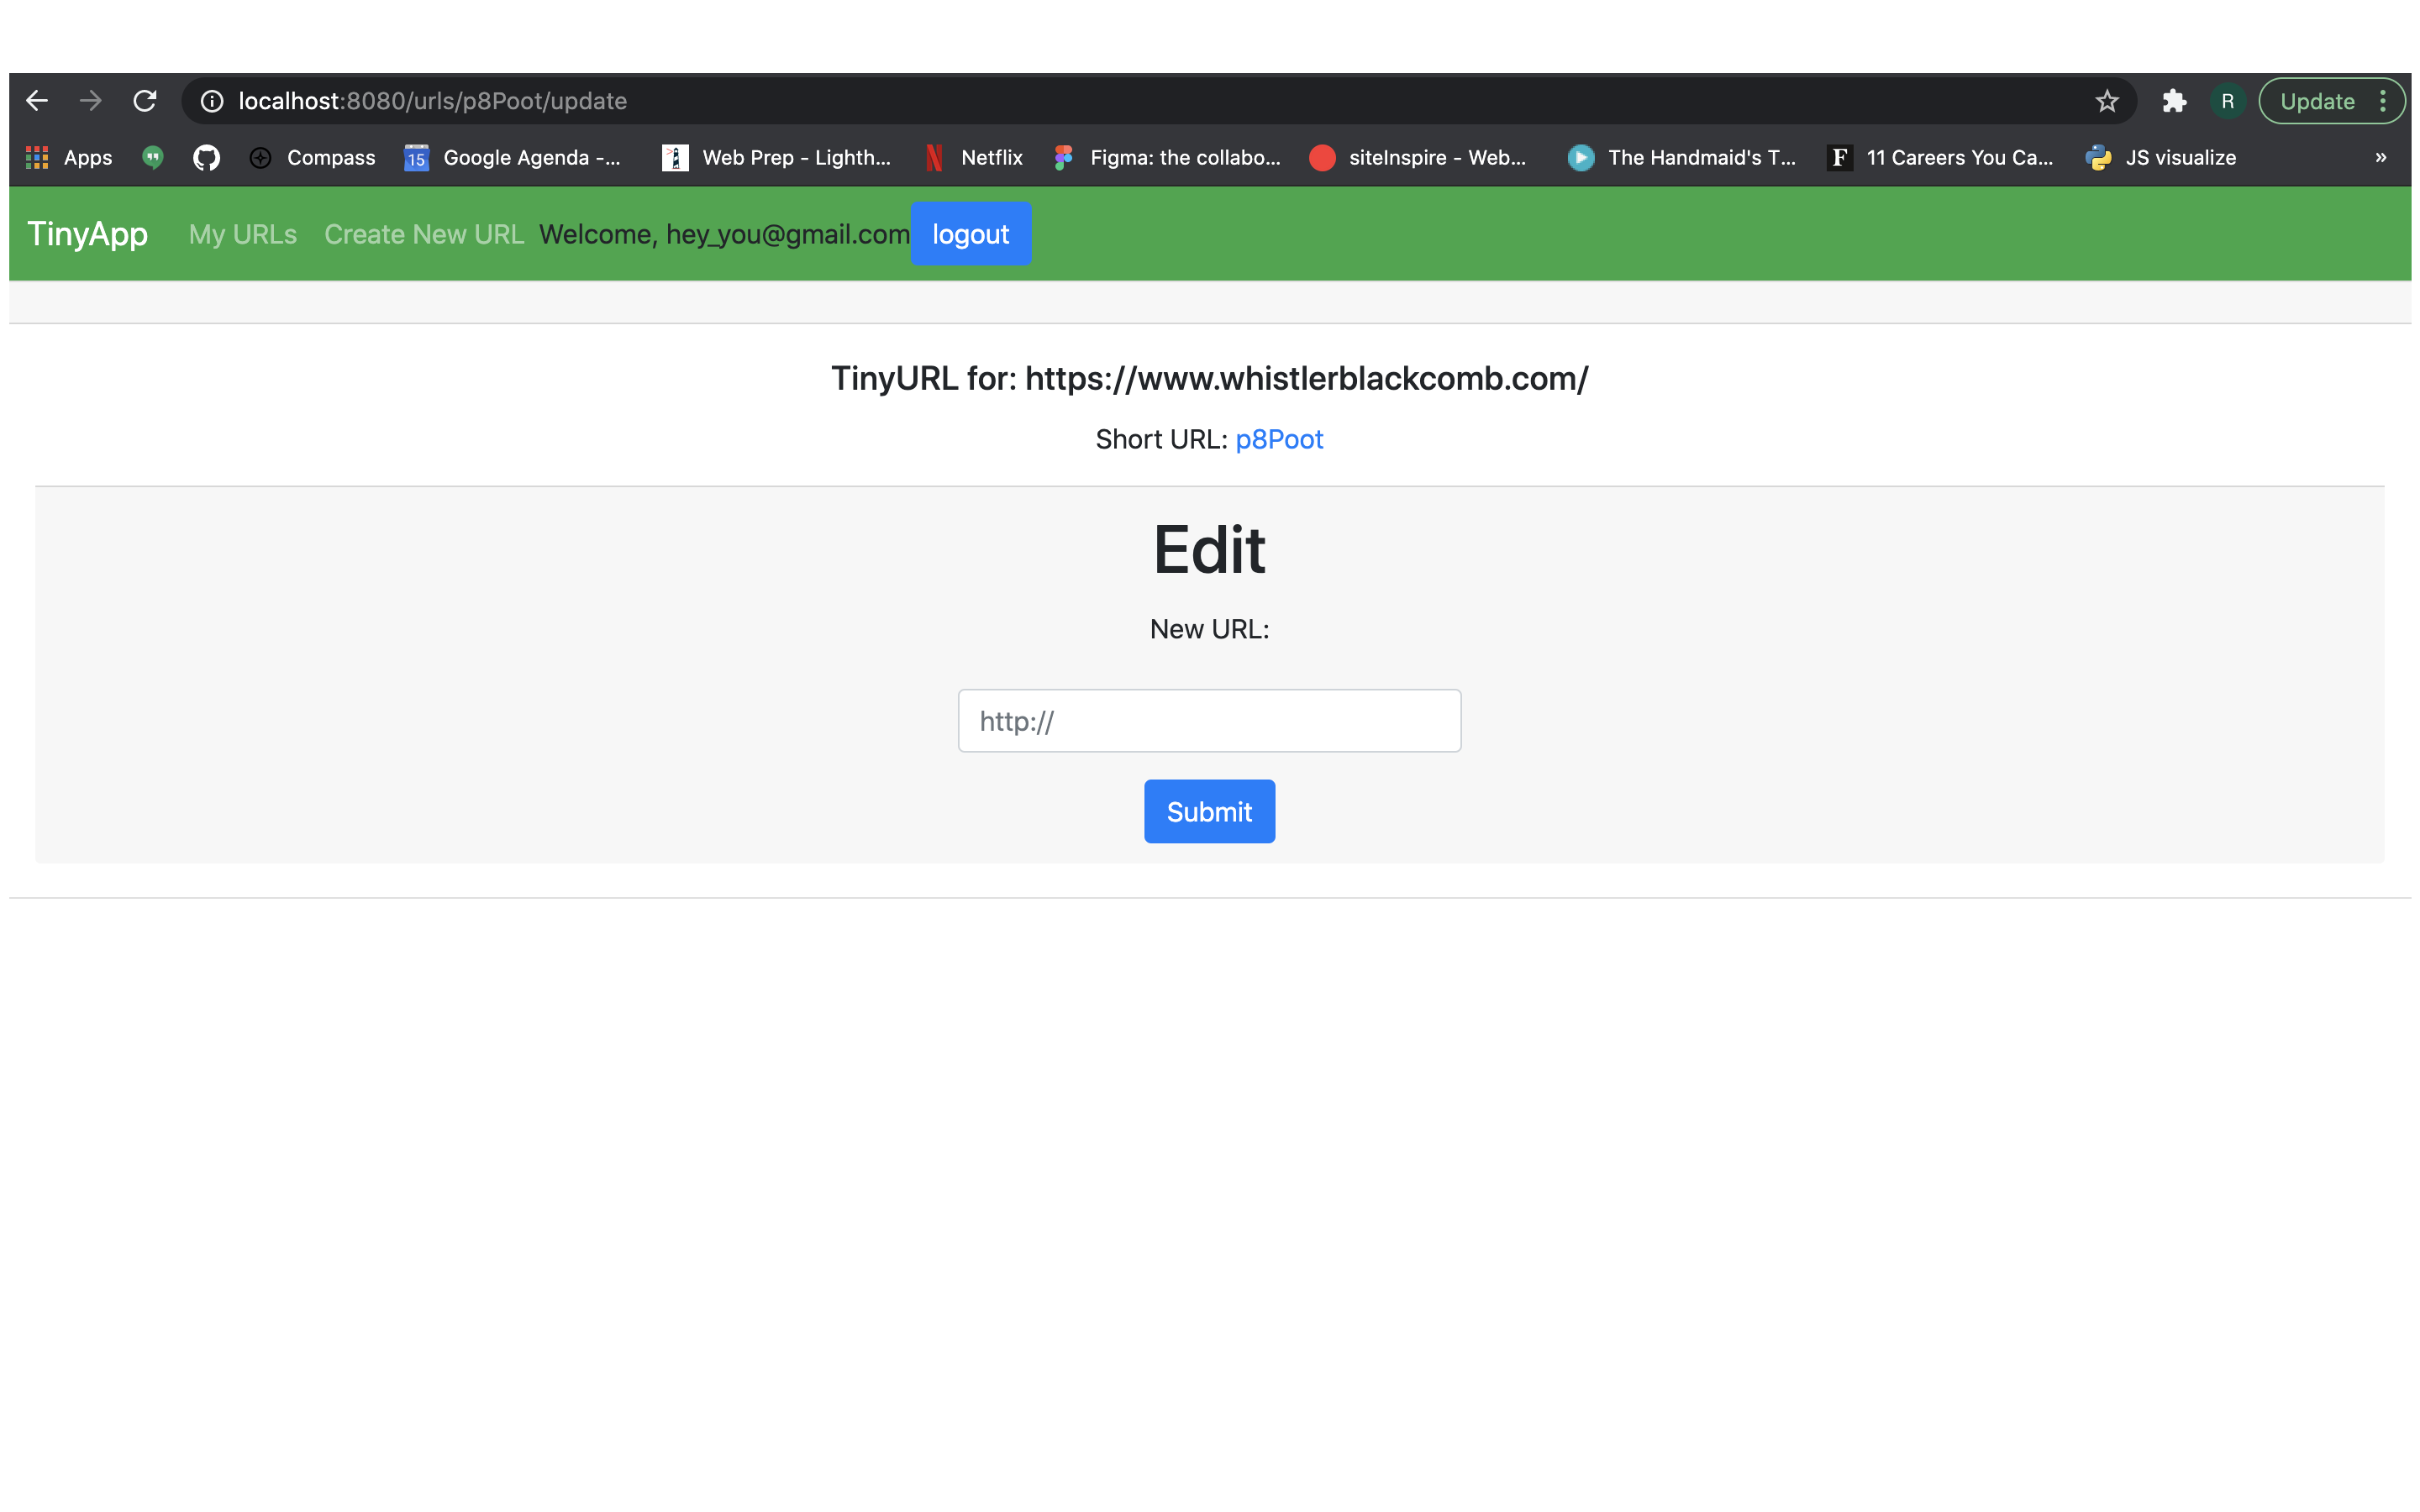 localhost:8080/urls/p8Poot/update R Update
Apps 15 Compass Google Agenda -... Web Prep - Lighth... Netflix Figma: the collabo... siteInspire - Web... The Handmaid's T... F 11 Careers You Ca... JS visualize »
TinyApp My URLs Create New URL Welcome, hey_you@gmail.com logout
TinyURL for: https://www.whistlerblackcomb.com/
Short URL: p8Poot
Edit
New URL:
http://
Submit